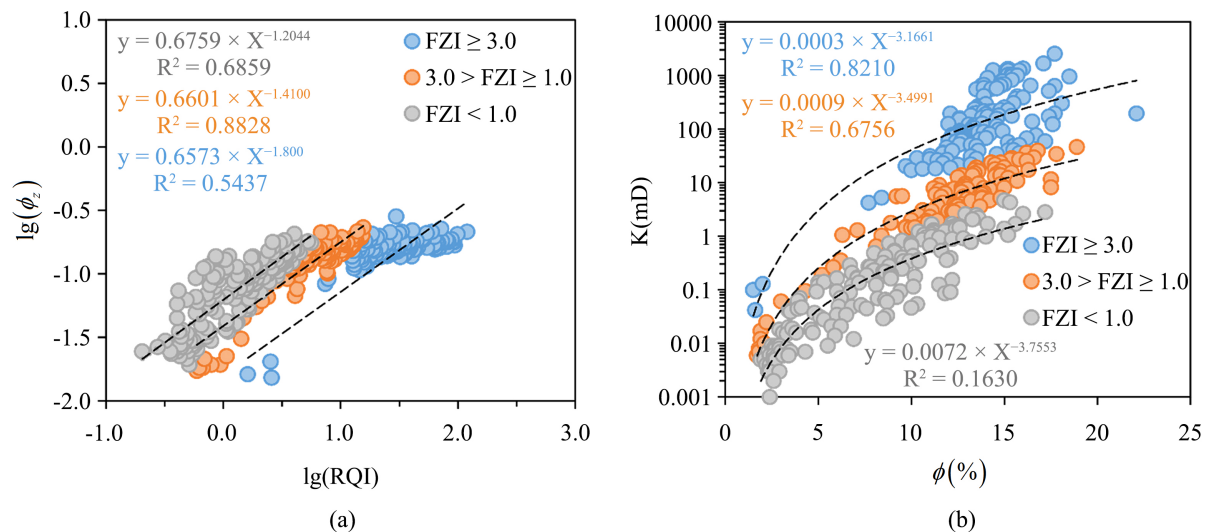 y = 0.6759 × X^−1.2044
R² = 0.6859
y = 0.6601 × X^−1.4100
R² = 0.8828
y = 0.6573 × X^−1.800
R² = 0.5437
FZI ≥ 3.0
3.0 > FZI ≥ 1.0
FZI < 1.0
lg(ϕz)
1.0
0.5
0.0
-0.5
-1.0
-1.5
-2.0
-1.0 0.0 1.0 2.0 3.0
lg(RQI)
(a)
y = 0.0003 × X^−3.1661
R² = 0.8210
y = 0.0009 × X^−3.4991
R² = 0.6756
K(mD)
10000
1000
100
10
1
0.1
0.01
0.001
FZI ≥ 3.0
3.0 > FZI ≥ 1.0
FZI < 1.0
y = 0.0072 × X^−3.7553
R² = 0.1630
0 5 10 15 20 25
ϕ(%)
(b)